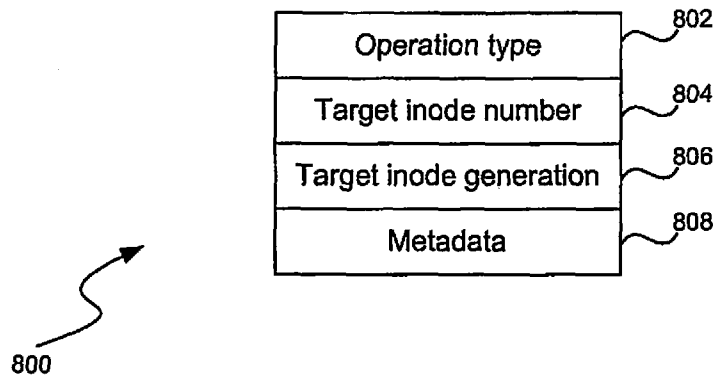 802
Operation type
804
Target inode number
806
Target inode generation
808
Metadata
800